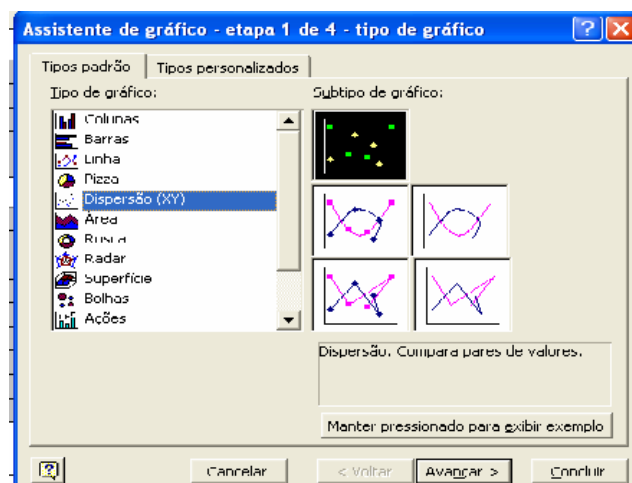 Assistente de gráfico - etapa 1 de 4 - tipo de gráfico
Tipos padrão
Tipos personalizados
Tipo de gráfico:
Colunas
Barras
Linha
Pizza
Dispersão (XY)
Área
Rosca
Radar
Superfície
Bolhas
Ações
Subtipo de gráfico:
Dispersão. Compara pares de valores.
Manter pressionado para exibir exemplo
Cancelar
< Voltar
Avançar >
Concluir